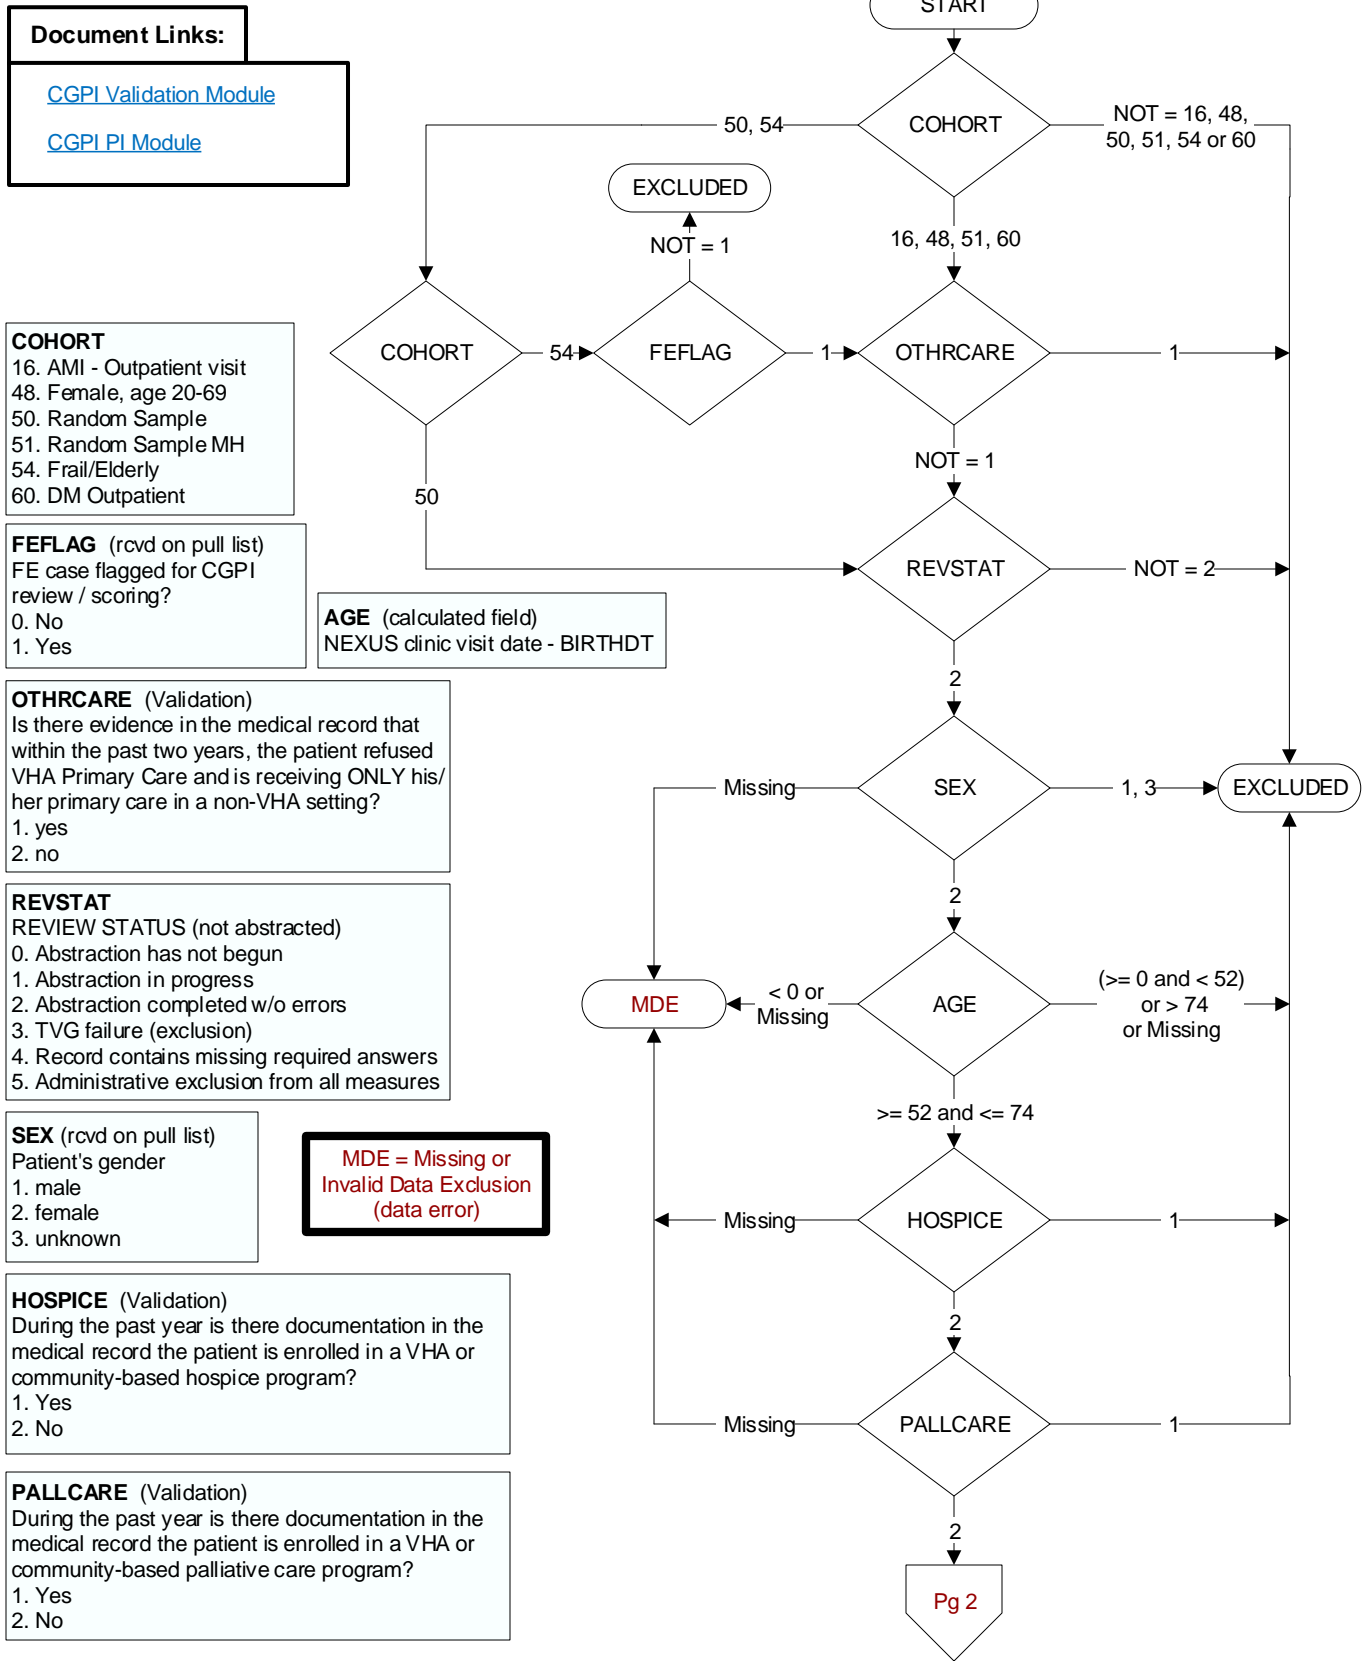 START
Document Links:
CGPI Validation Module
CGPI PI Module
COHORT
50, 54
NOT = 16, 48,
50, 51, 54 or 60
16, 48, 51, 60
EXCLUDED
NOT = 1
COHORT
54
FEFLAG
1
OTHRCARE
1
50
NOT = 1
REVSTAT
NOT = 2
2
SEX
Missing
1, 3
EXCLUDED
2
AGE
< 0 or
Missing
MDE
(>= 0 and < 52)
or > 74
or Missing
>= 52 and <= 74
HOSPICE
Missing
1
2
PALLCARE
Missing
1
2
Pg 2
COHORT
16. AMI - Outpatient visit
48. Female, age 20-69
50. Random Sample
51. Random Sample MH
54. Frail/Elderly
60. DM Outpatient
FEFLAG (rcvd on pull list)
FE case flagged for CGPI
review / scoring?
0. No
1. Yes
AGE (calculated field)
NEXUS clinic visit date - BIRTHDT
OTHRCARE (Validation)
Is there evidence in the medical record that
within the past two years, the patient refused
VHA Primary Care and is receiving ONLY his/
her primary care in a non-VHA setting?
1. yes
2. no
REVSTAT
REVIEW STATUS (not abstracted)
0. Abstraction has not begun
1. Abstraction in progress
2. Abstraction completed w/o errors
3. TVG failure (exclusion)
4. Record contains missing required answers
5. Administrative exclusion from all measures
SEX (rcvd on pull list)
Patient's gender
1. male
2. female
3. unknown
MDE = Missing or
Invalid Data Exclusion
(data error)
HOSPICE (Validation)
During the past year is there documentation in the
medical record the patient is enrolled in a VHA or
community-based hospice program?
1. Yes
2. No
PALLCARE (Validation)
During the past year is there documentation in the
medical record the patient is enrolled in a VHA or
community-based palliative care program?
1. Yes
2. No